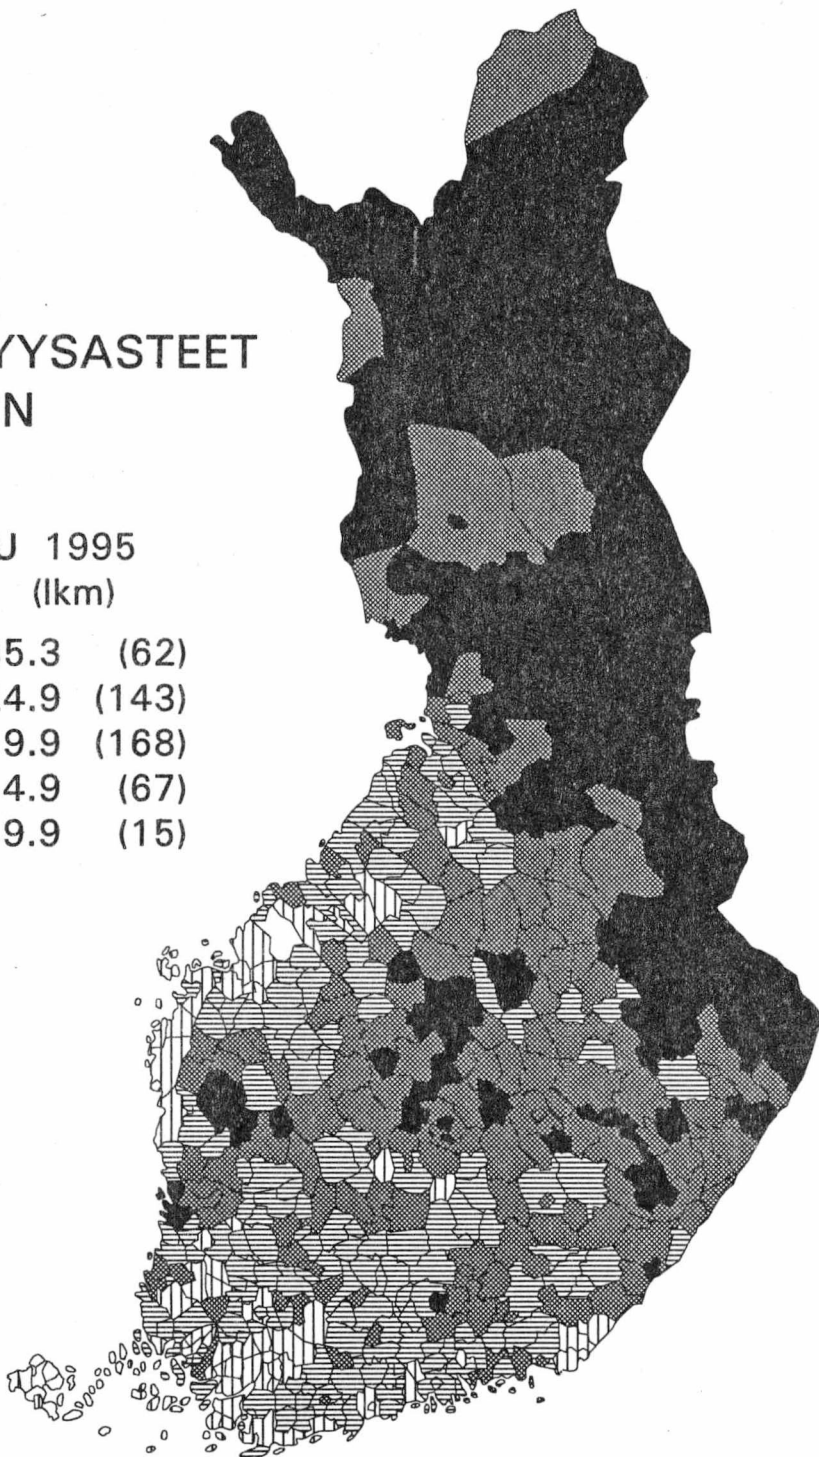 YYSASTEET
N
U 1995
(lkm)
5.3 (62)
4.9 (143)
9.9 (168)
4.9 (67)
9.9 (15)